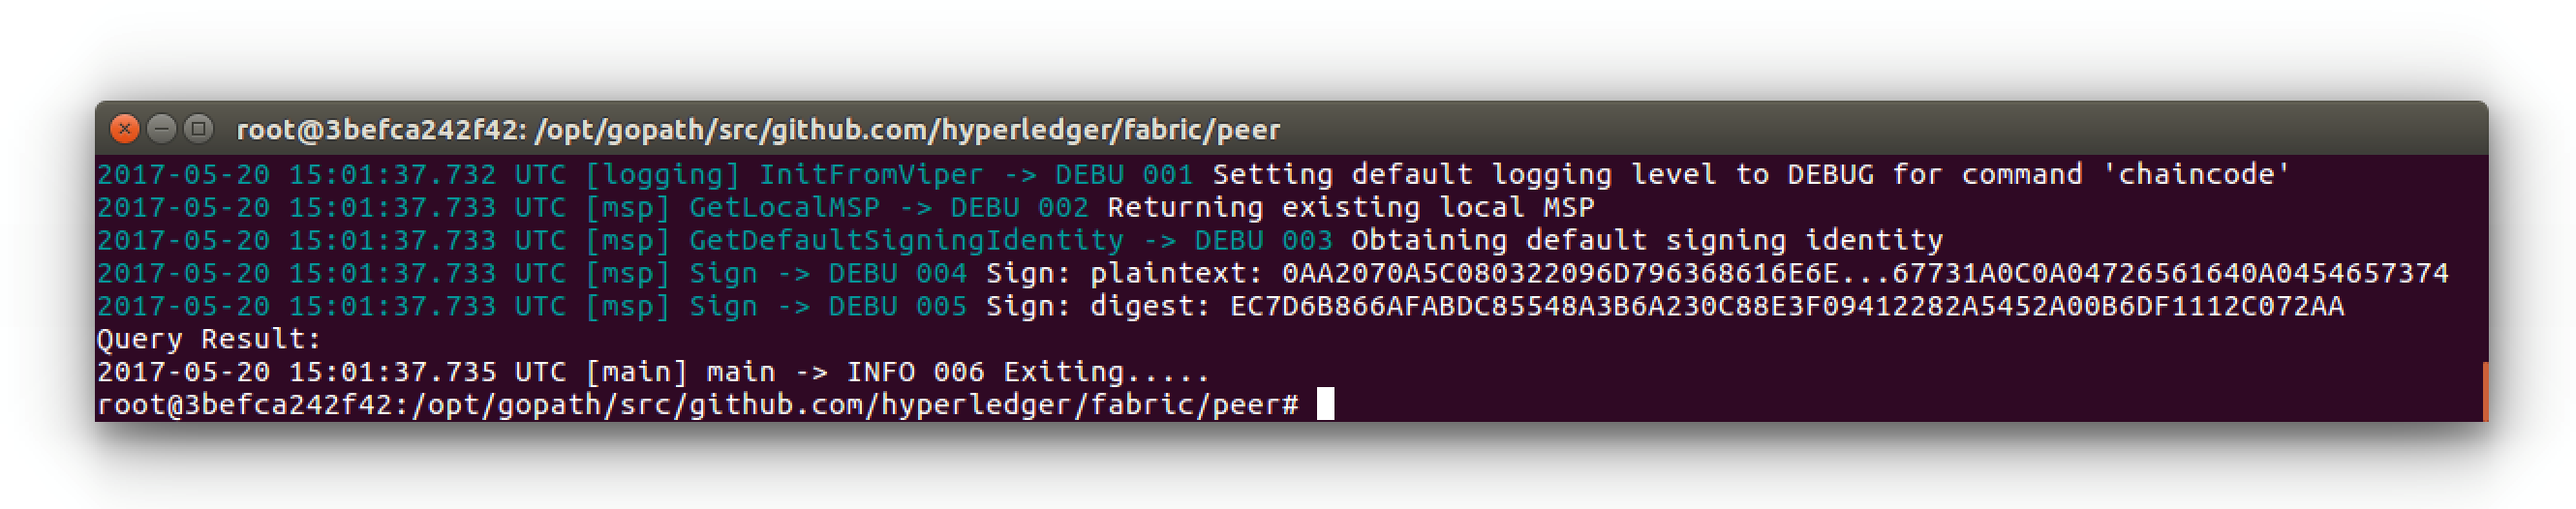 root@3befca242f42: /opt/gopath/src/github.com/hyperledger/fabric/peer
2017-05-20 15:01:37.732 UTC [logging] InitFromViper -> DEBU 001 Setting default logging level to DEBUG for command 'chaincode'
2017-05-20 15:01:37.733 UTC [msp] GetLocalMSP -> DEBU 002 Returning existing local MSP
2017-05-20 15:01:37.733 UTC [msp] GetDefaultSigningIdentity -> DEBU 003 Obtaining default signing identity
2017-05-20 15:01:37.733 UTC [msp] Sign -> DEBU 004 Sign: plaintext: 0AA2070A5C080322096D796368616E6E...67731A0C0A04726561640A0454657374
2017-05-20 15:01:37.733 UTC [msp] Sign -> DEBU 005 Sign: digest: EC7D6B866AFABDC85548A3B6A230C88E3F09412282A5452A00B6DF1112C072AA
Query Result:
2017-05-20 15:01:37.735 UTC [main] main -> INFO 006 Exiting.....
root@3befca242f42:/opt/gopath/src/github.com/hyperledger/fabric/peer#